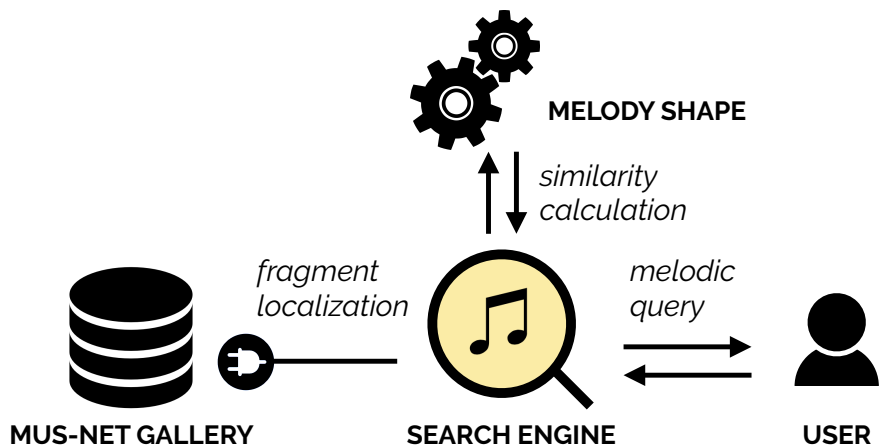 MELODY SHAPE
similarity
calculation
fragment
localization
melodic
query
MUS-NET GALLERY
SEARCH ENGINE
USER